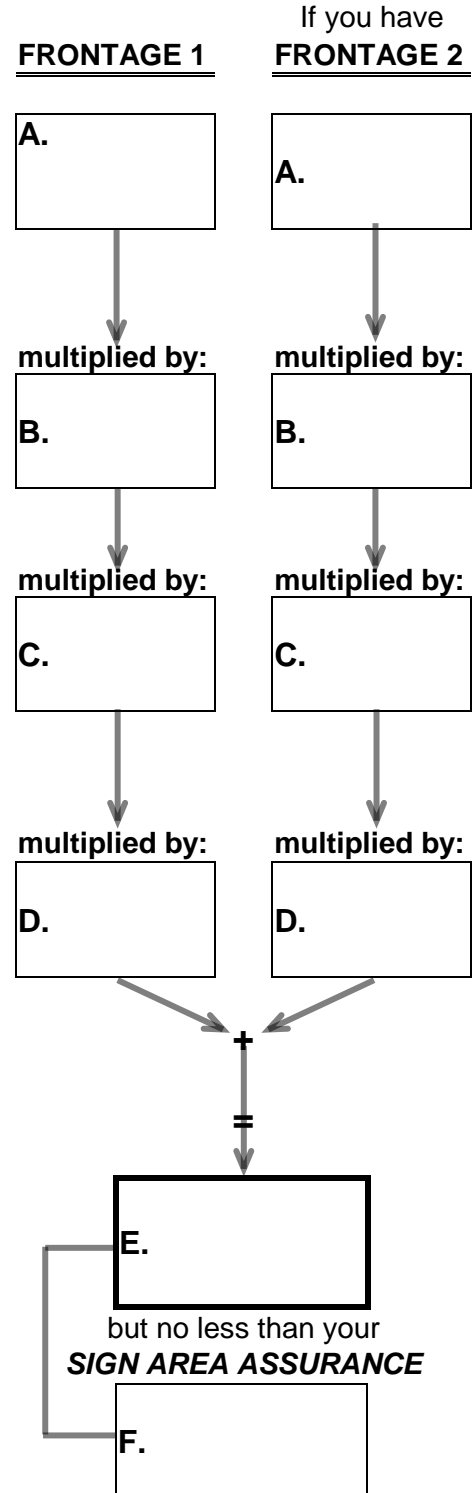 If you have
FRONTAGE 1 FRONTAGE 2
A. A.
multiplied by: multiplied by:
B. B.
multiplied by: multiplied by:
C. C.
multiplied by: multiplied by:
D. D.
+
=
E.
but no less than your
SIGN AREA ASSURANCE
F.